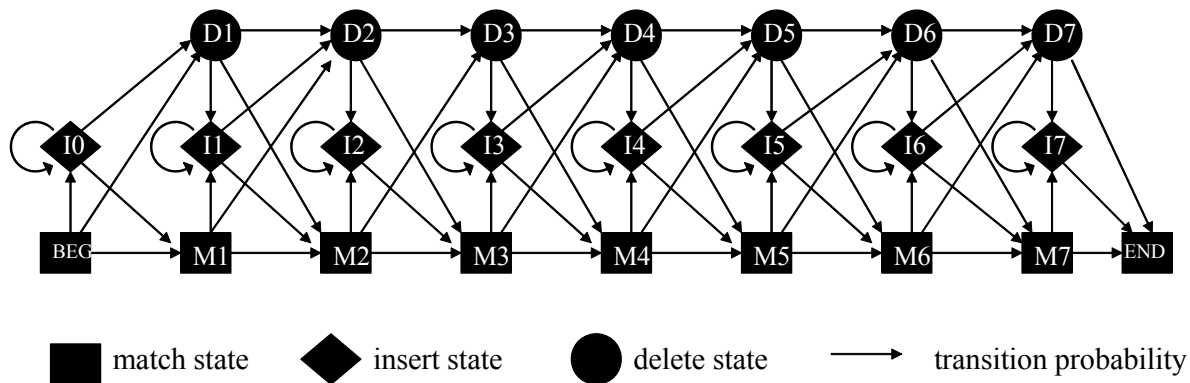 D1 D2 D3 D4 D5 D6 D7
I0 I1 I2 I3 I4 I5 I6 I7
BEG M1 M2 M3 M4 M5 M6 M7 END
match state insert state delete state transition probability